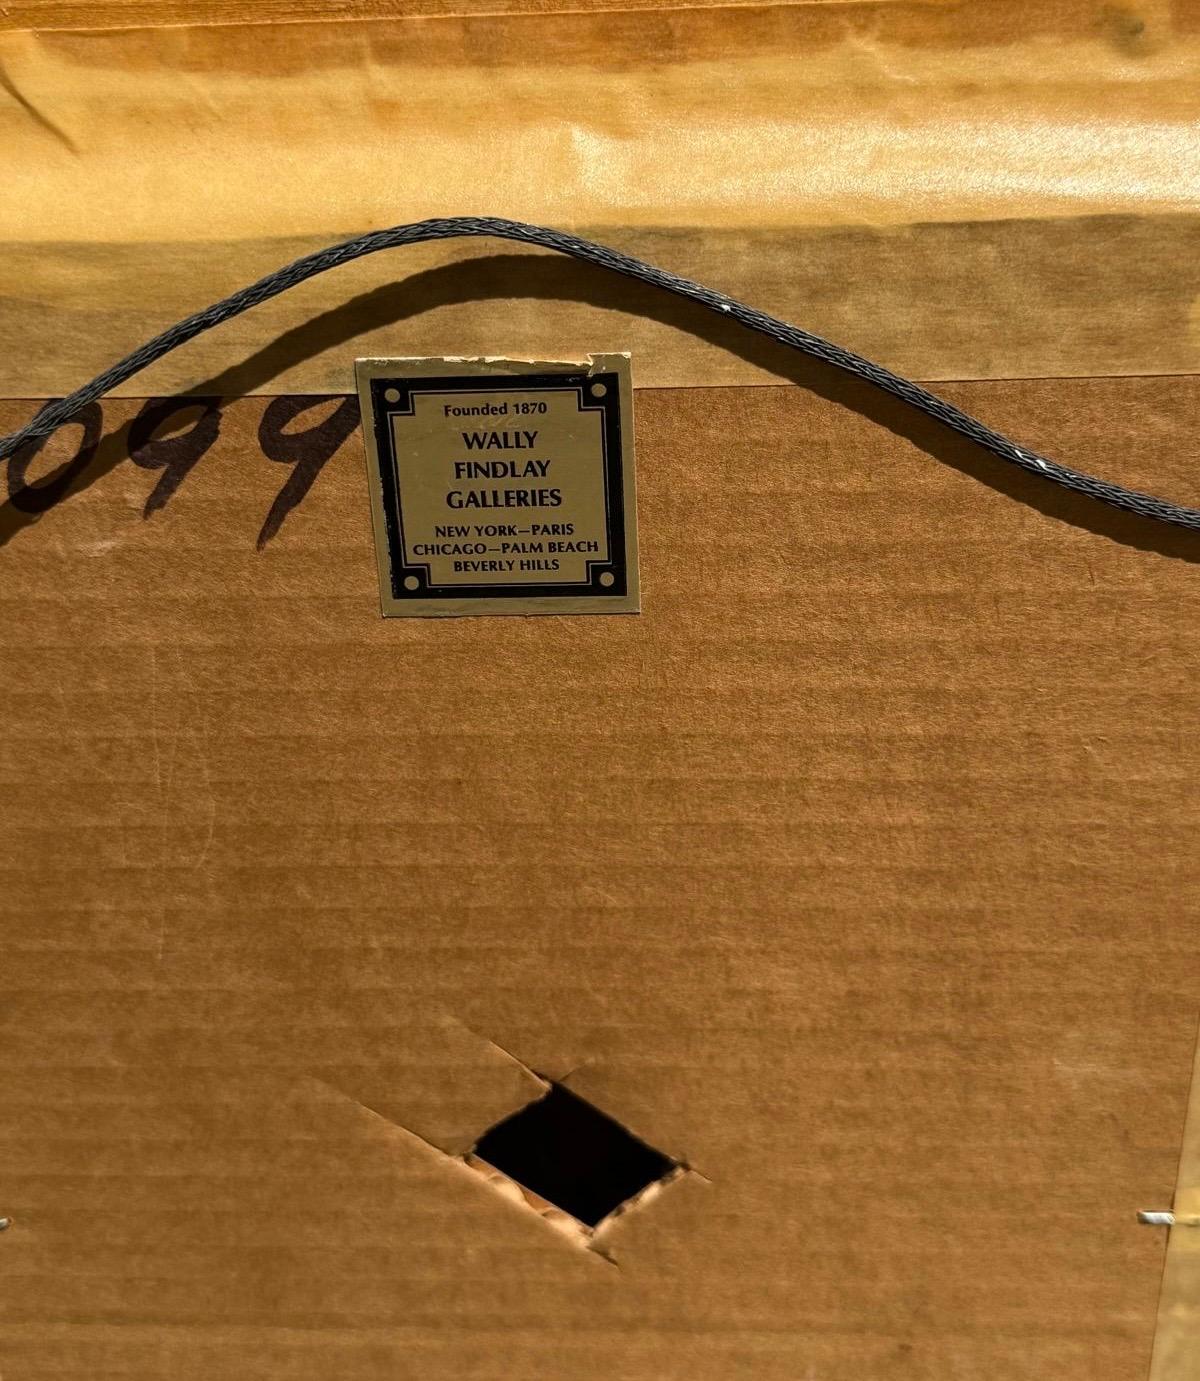 099
Founded 1870
WALLY
FINDLAY
GALLERIES
NEW YORK—PARIS
CHICAGO—PALM BEACH
BEVERLY HILLS